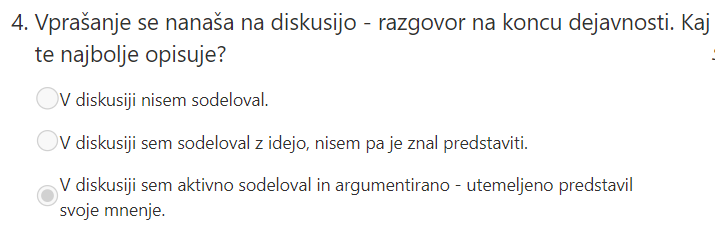 4. Vprašanje se nanaša na diskusijo - razgovor na koncu dejavnosti. Kaj
te najbolje opisuje?
V diskusiji nisem sodeloval.
V diskusiji sem sodeloval z idejo, nisem pa je znal predstaviti.
V diskusiji sem aktivno sodeloval in argumentirano - utemeljeno predstavil
svoje mnenje.